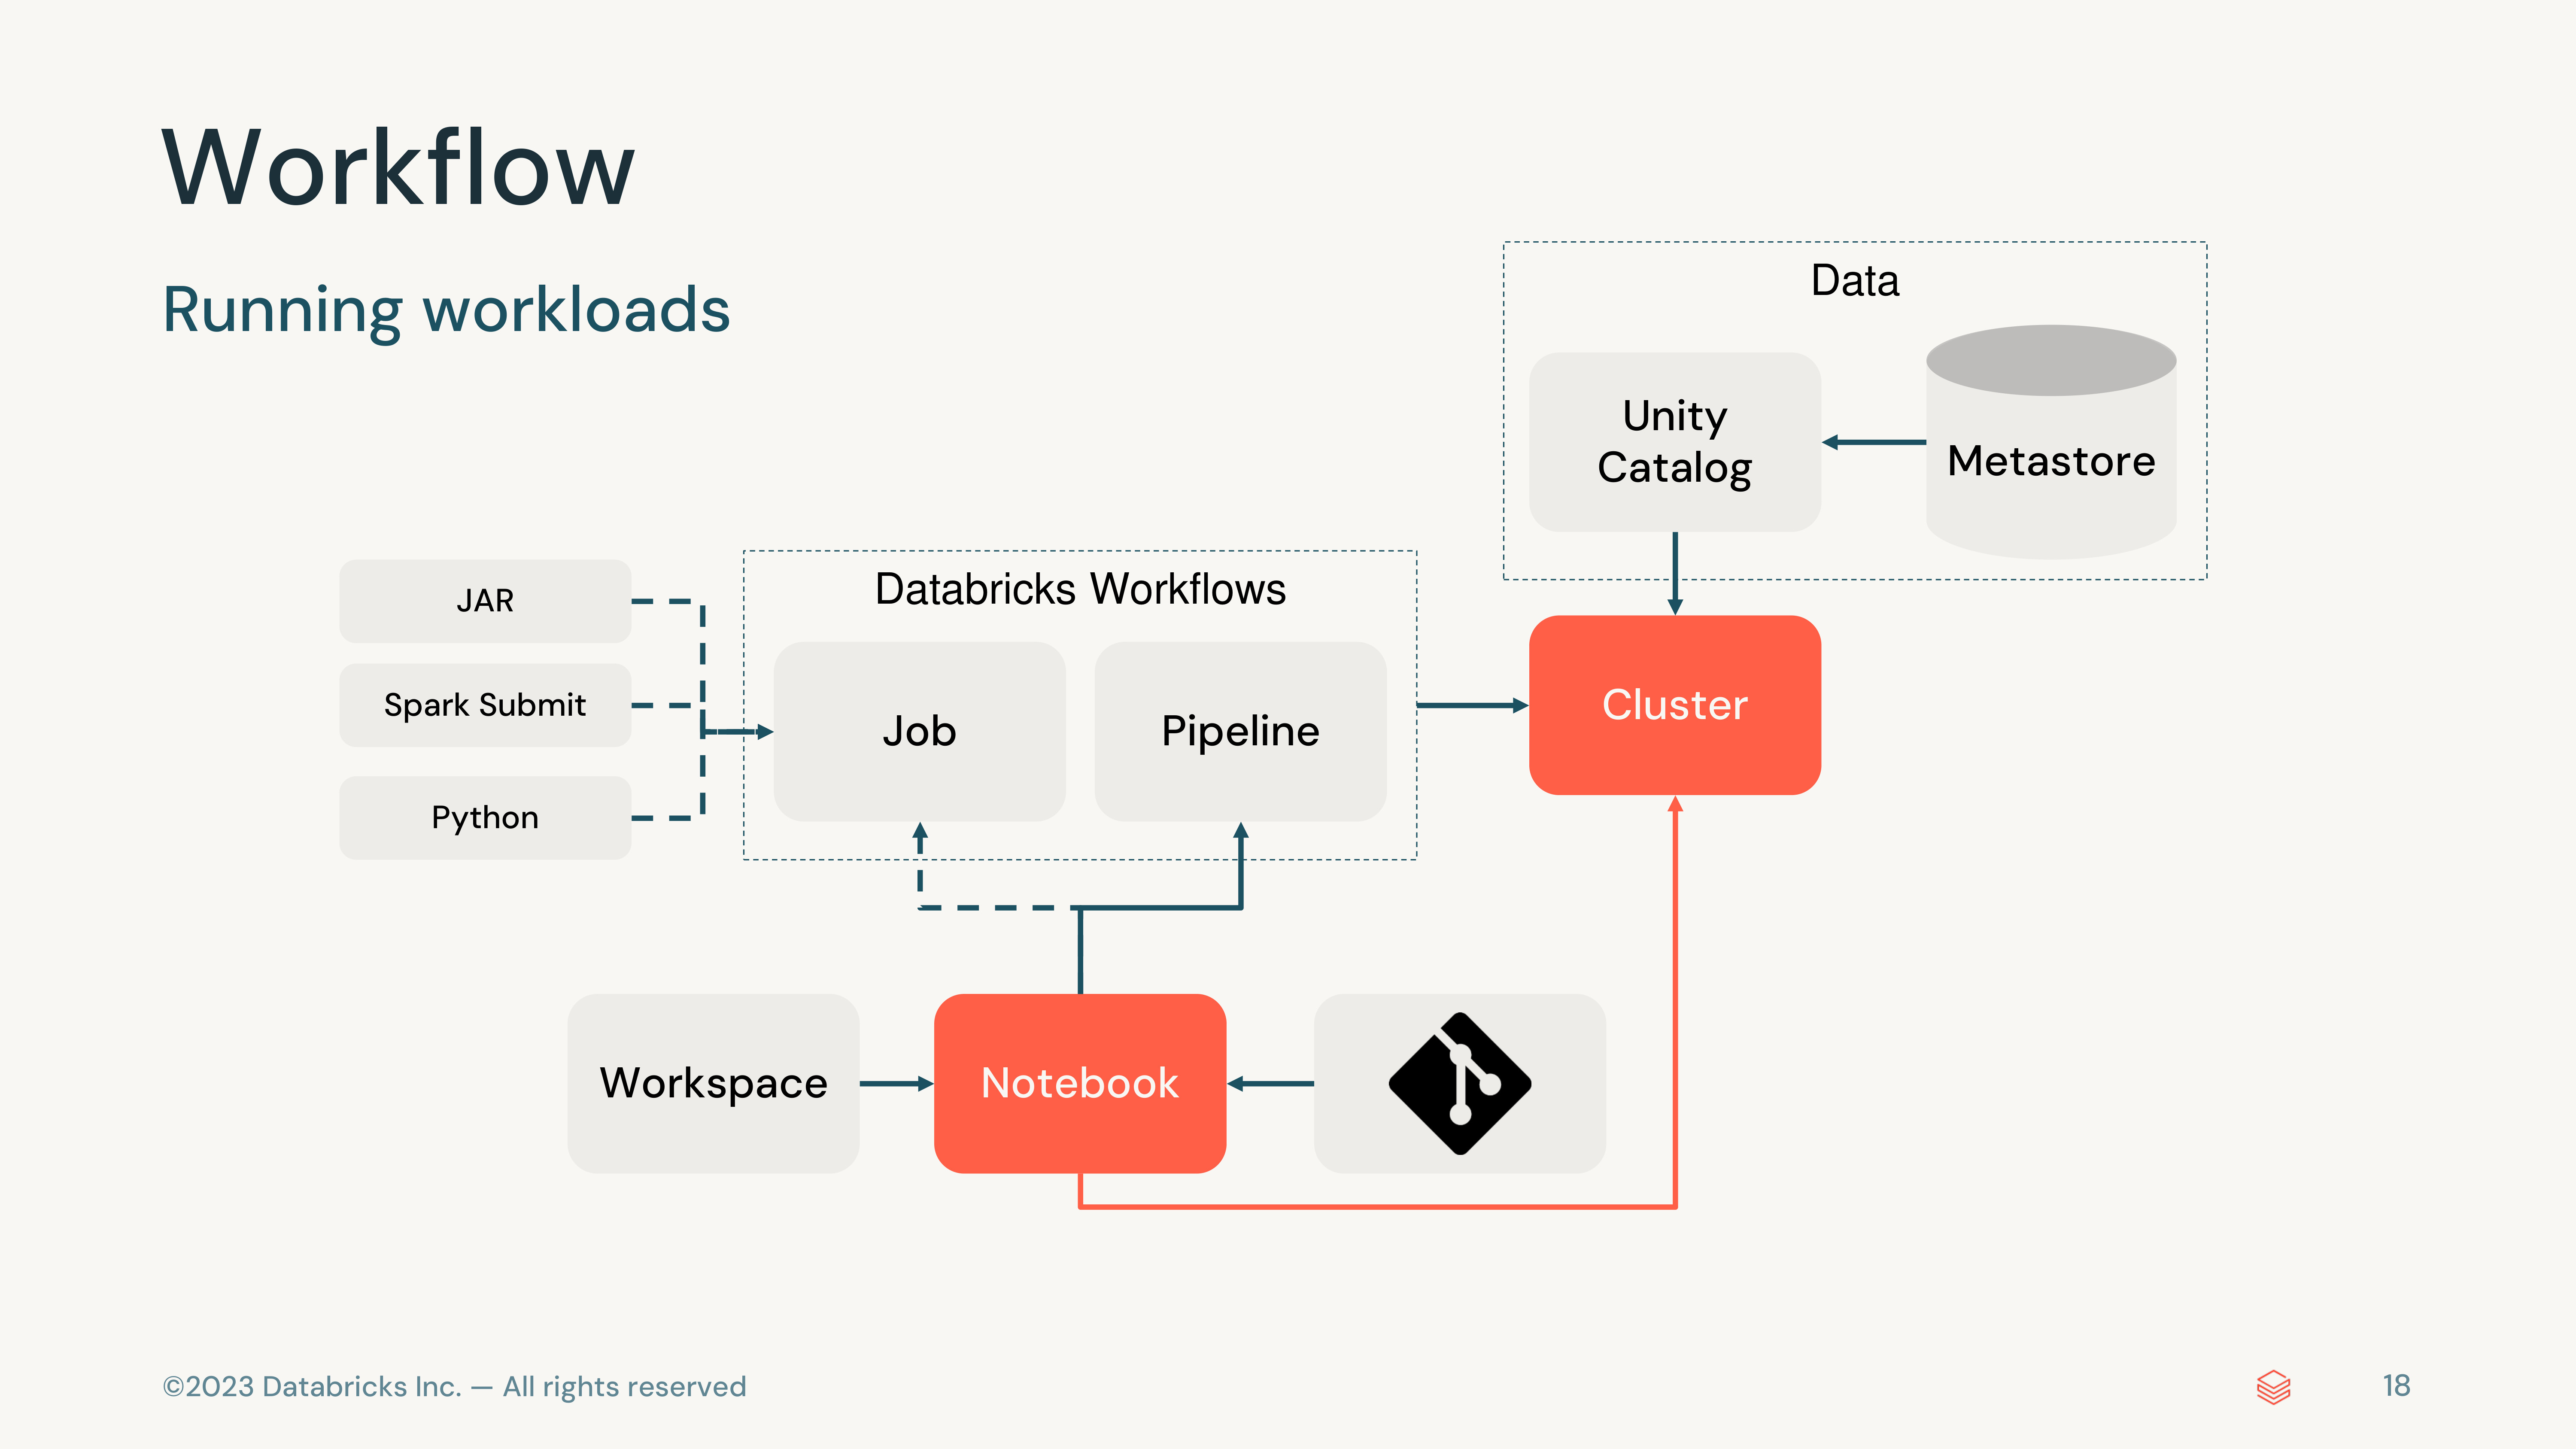 Workflow
Running workloads
Data
Unity
Catalog
Metastore
JAR
Spark Submit
Python
Databricks Workflows
Job
Pipeline
Cluster
Workspace
Notebook
©2023 Databricks Inc. — All rights reserved
18